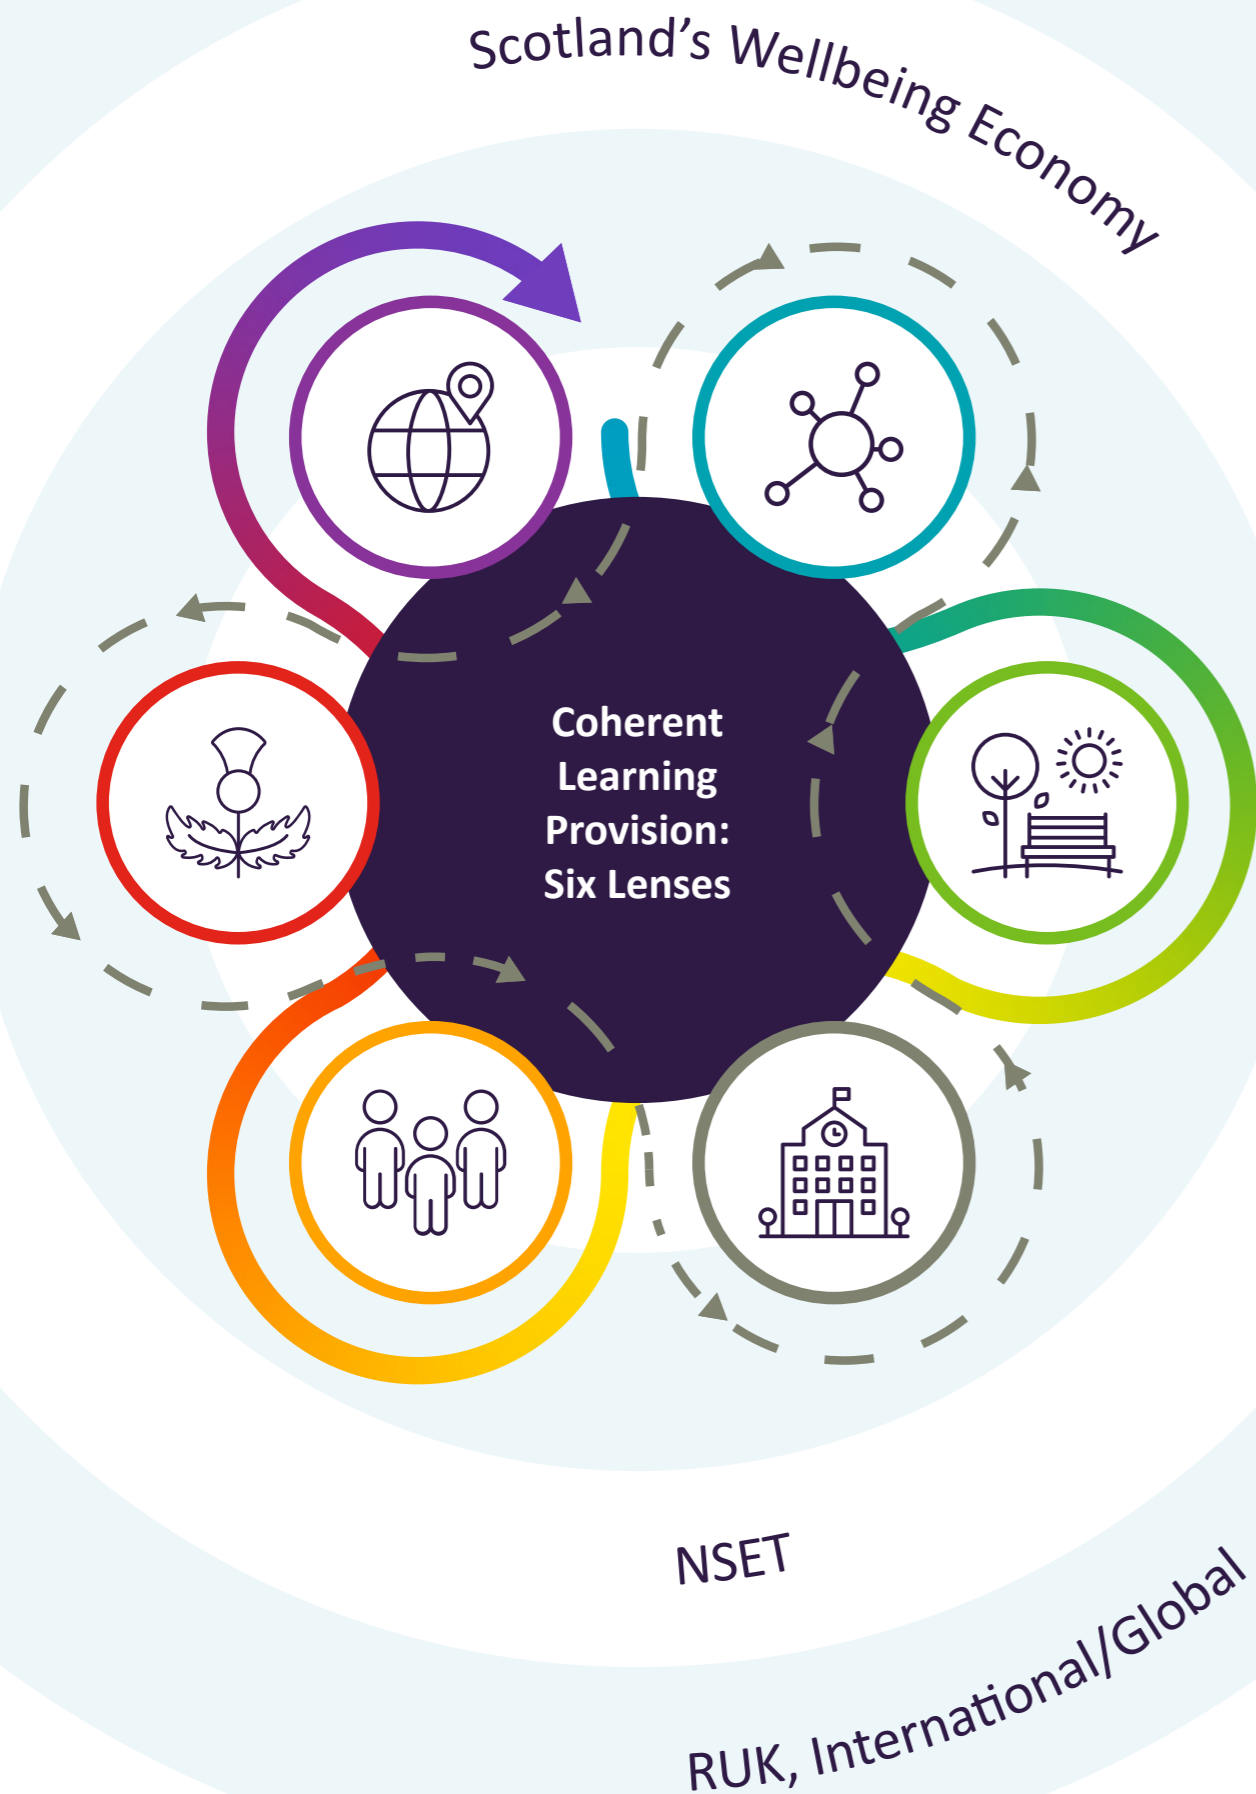 Scotland’s Wellbeing Economy
Coherent
Learning
Provision:
Six Lenses
NSET
RUK, International/Global